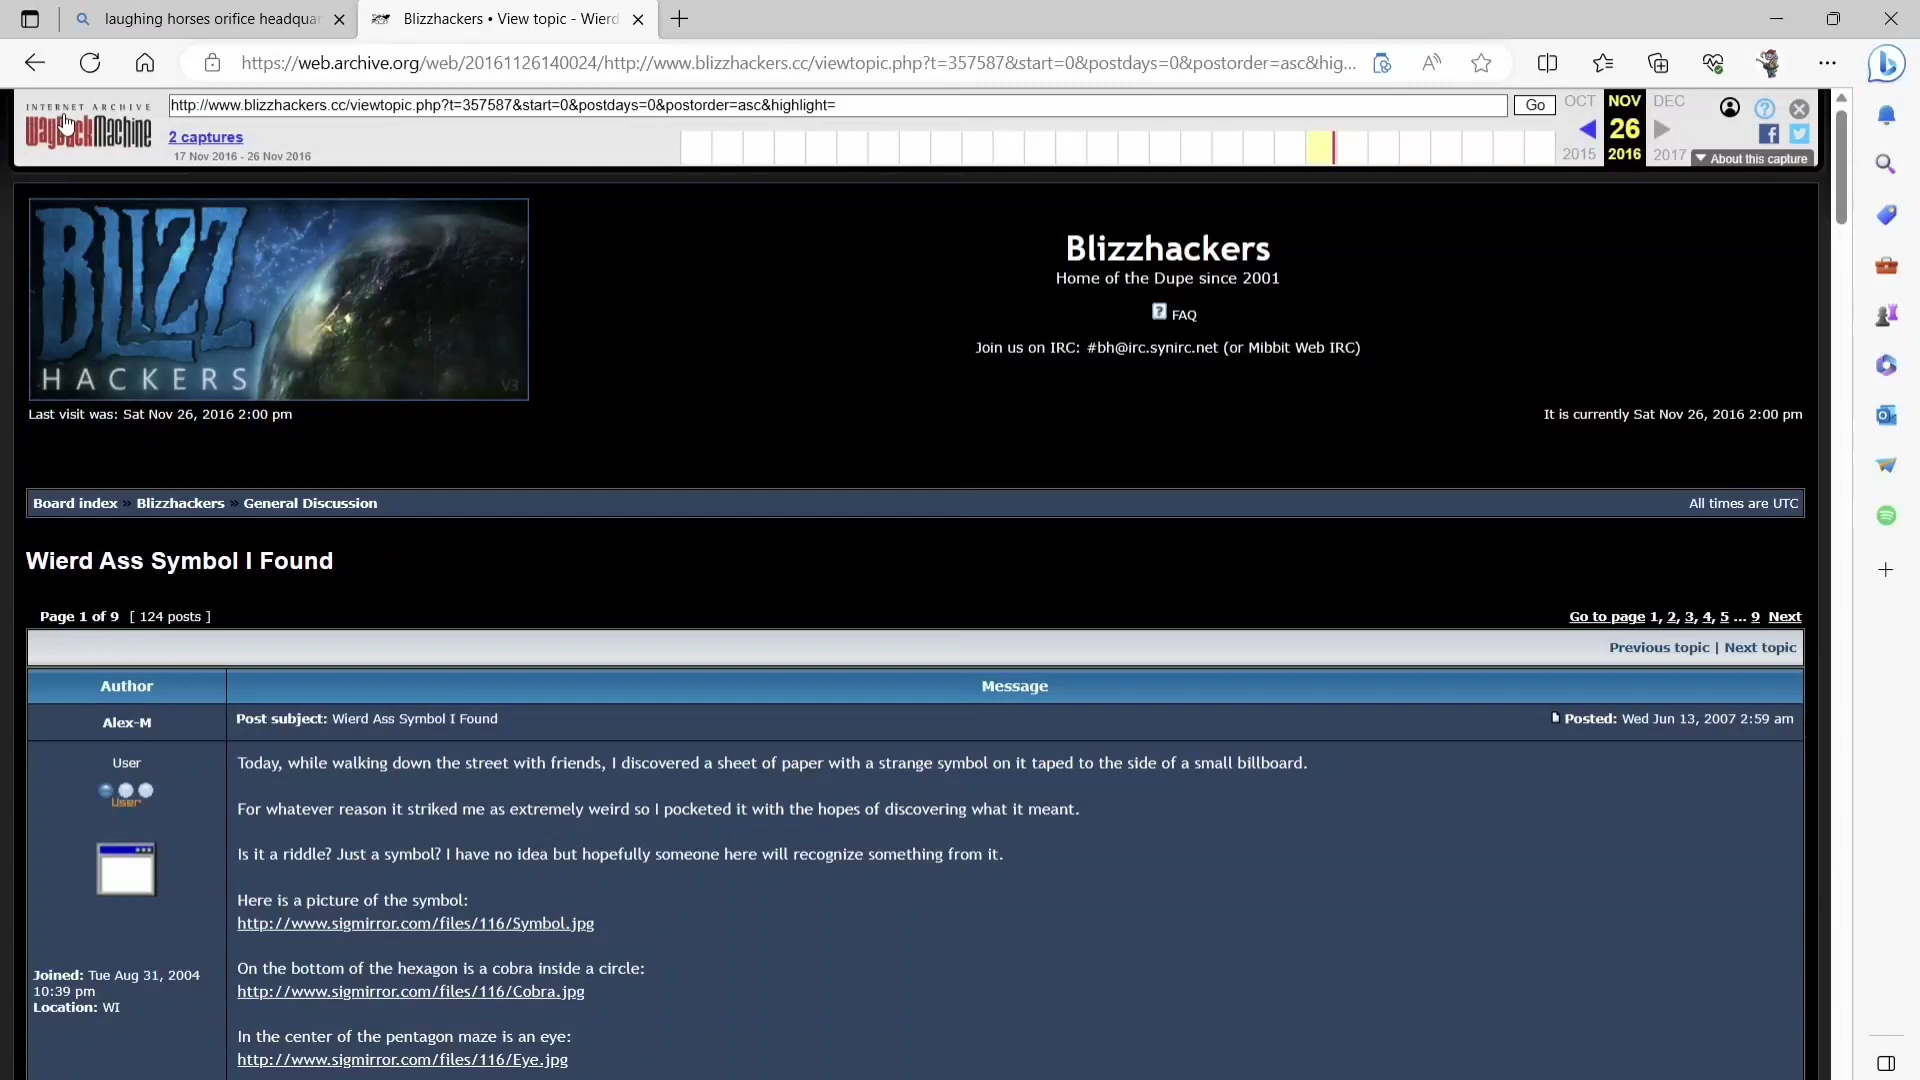 laughing horses orifice headquar
Blizzhackers • View topic - Wierd
https://web.archive.org/web/20161126140024/http://www.blizzhackers.cc/viewtopic.php?t=357587&start=0&postdays=0&postorder=asc&hig...
INTERNET ARCHIVE
WayBackMachine
http://www.blizzhackers.cc/viewtopic.php?t=357587&start=0&postdays=0&postorder=asc&highlight=
Go
OCT NOV DEC
2 captures
26
17 Nov 2016 - 26 Nov 2016
2015 2016 2017
About this capture
BLIZZ
HACKERS
V3
Blizzhackers
Home of the Dupe since 2001
FAQ
Join us on IRC: #bh@irc.synirc.net (or Mibbit Web IRC)
Last visit was: Sat Nov 26, 2016 2:00 pm
It is currently Sat Nov 26, 2016 2:00 pm
Board index » Blizzhackers » General Discussion
All times are UTC
Wierd Ass Symbol I Found
Page 1 of 9 [ 124 posts ]
Go to page 1, 2, 3, 4, 5 ... 9 Next
Previous topic | Next topic
Author
Message
Alex-M
Post subject: Wierd Ass Symbol I Found
Posted: Wed Jun 13, 2007 2:59 am
User
User
Joined: Tue Aug 31, 2004
10:39 pm
Location: WI
Today, while walking down the street with friends, I discovered a sheet of paper with a strange symbol on it taped to the side of a small billboard.
For whatever reason it striked me as extremely weird so I pocketed it with the hopes of discovering what it meant.
Is it a riddle? Just a symbol? I have no idea but hopefully someone here will recognize something from it.
Here is a picture of the symbol:
http://www.sigmirror.com/files/116/Symbol.jpg
On the bottom of the hexagon is a cobra inside a circle:
http://www.sigmirror.com/files/116/Cobra.jpg
In the center of the pentagon maze is an eye:
http://www.sigmirror.com/files/116/Eye.jpg